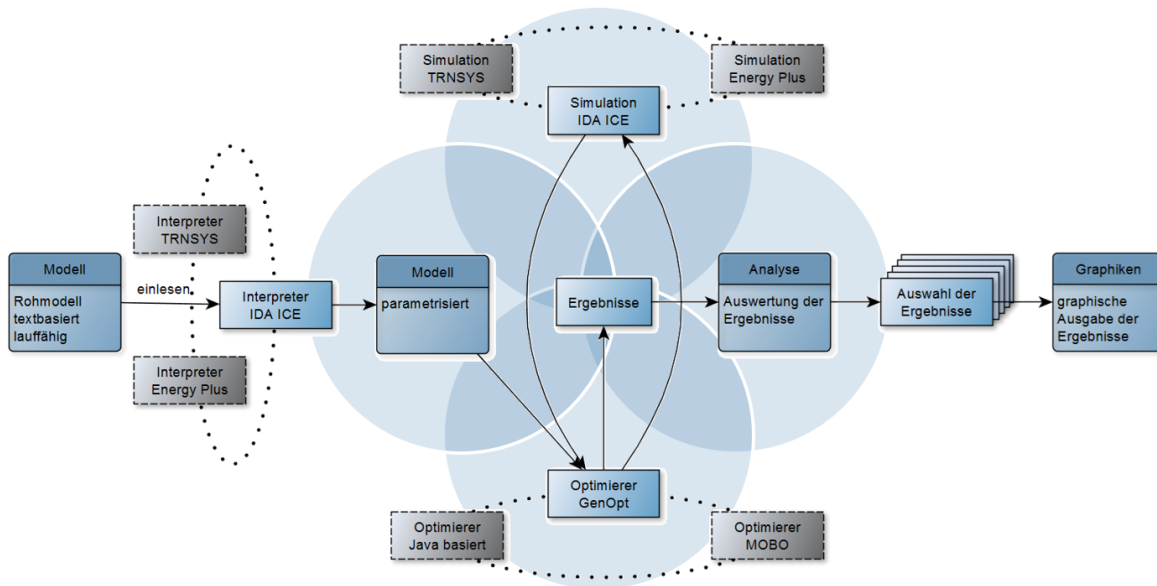 Simulation
TRNSYS
Simulation
Energy Plus
Simulation
IDA ICE
Interpreter
TRNSYS
Modell
Rohmodell
textbasiert
lauffähig
einlesen
Interpreter
IDA ICE
Interpreter
Energy Plus
Modell
parametrisiert
Ergebnisse
Analyse
Auswertung der
Ergebnisse
Auswahl der
Ergebnisse
Graphiken
graphische
Ausgabe der
Ergebnisse
Optimierer
GenOpt
Optimierer
Java basiert
Optimierer
MOBO